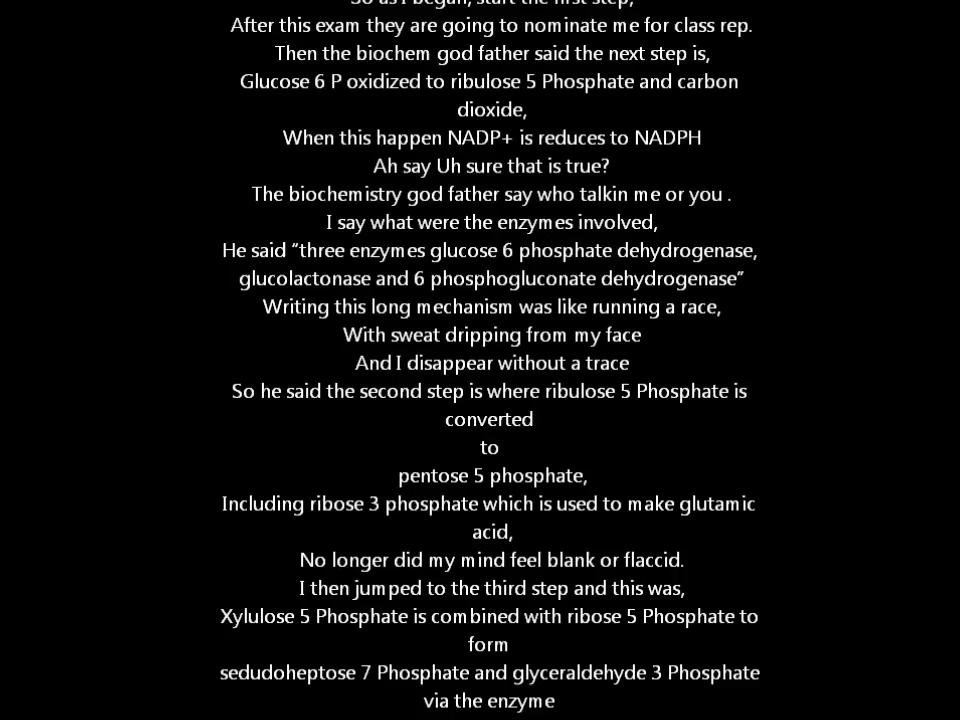 So as I began, start the first step,
After this exam they are going to nominate me for class rep.
Then the biochem god father said the next step is,
Glucose 6 P oxidized to ribulose 5 Phosphate and carbon
dioxide,
When this happen NADP+ is reduces to NADPH
Ah say Uh sure that is true?
The biochemistry god father say who talkin me or you .
I say what were the enzymes involved,
He said “three enzymes glucose 6 phosphate dehydrogenase,
glucolactonase and 6 phosphogluconate dehydrogenase”
Writing this long mechanism was like running a race,
With sweat dripping from my face
And I disappear without a trace
So he said the second step is where ribulose 5 Phosphate is
converted
to
pentose 5 phosphate,
Including ribose 3 phosphate which is used to make glutamic
acid,
No longer did my mind feel blank or flaccid.
I then jumped to the third step and this was,
Xylulose 5 Phosphate is combined with ribose 5 Phosphate to
form
sedudoheptose 7 Phosphate and glyceraldehyde 3 Phosphate
via the enzyme